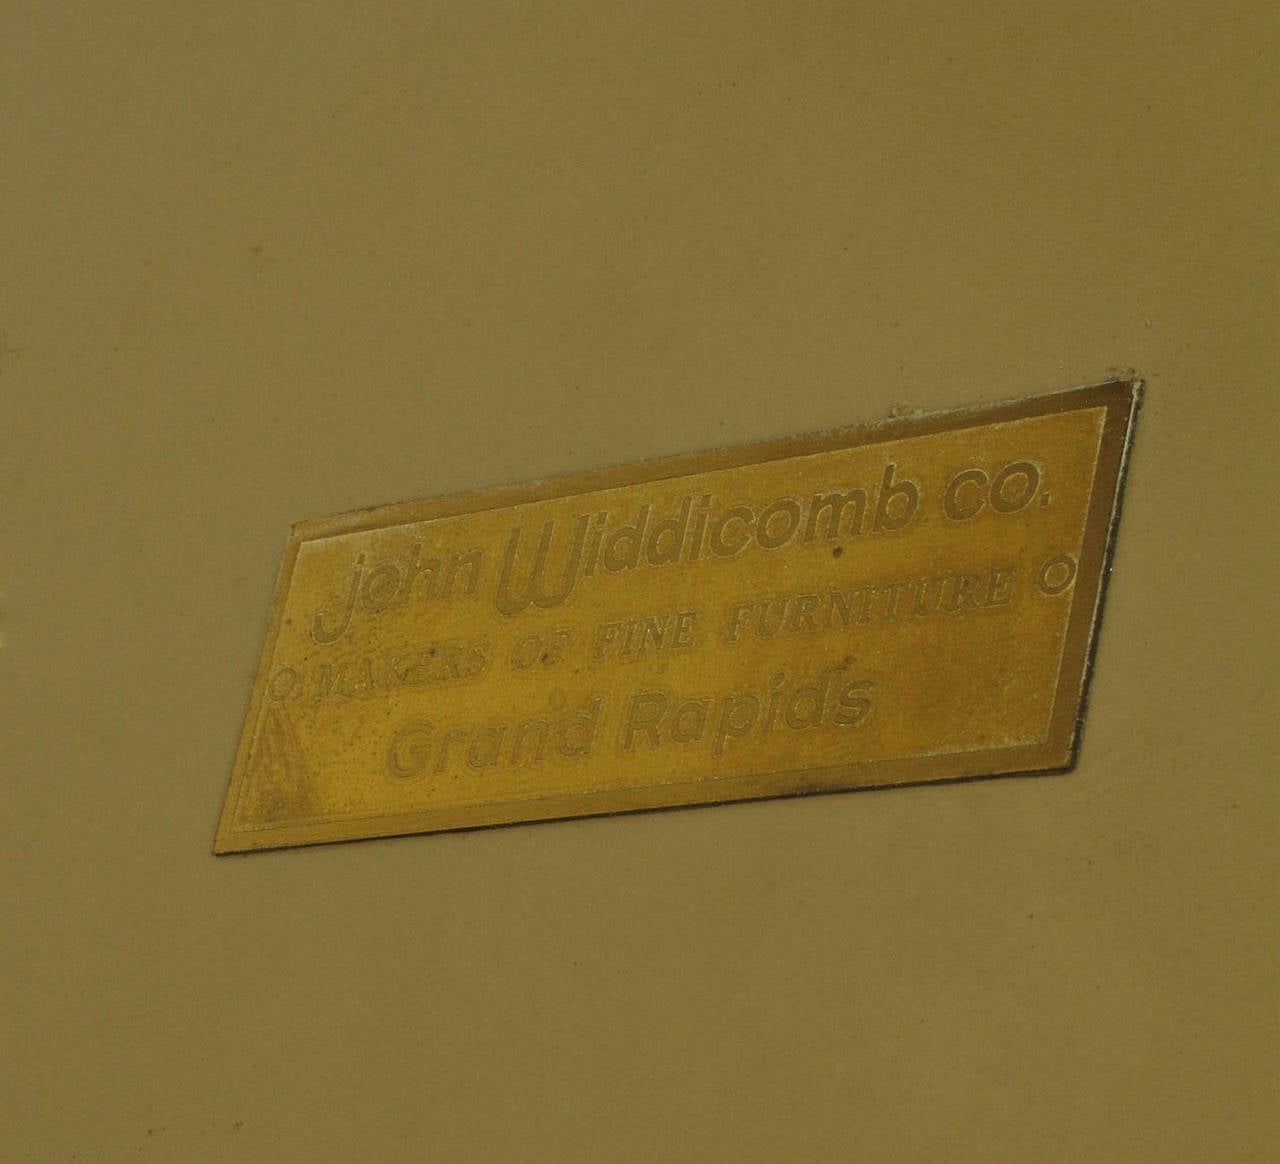 john Widdicomb co.
MAKERS OF FINE FURNITURE
Grand Rapids